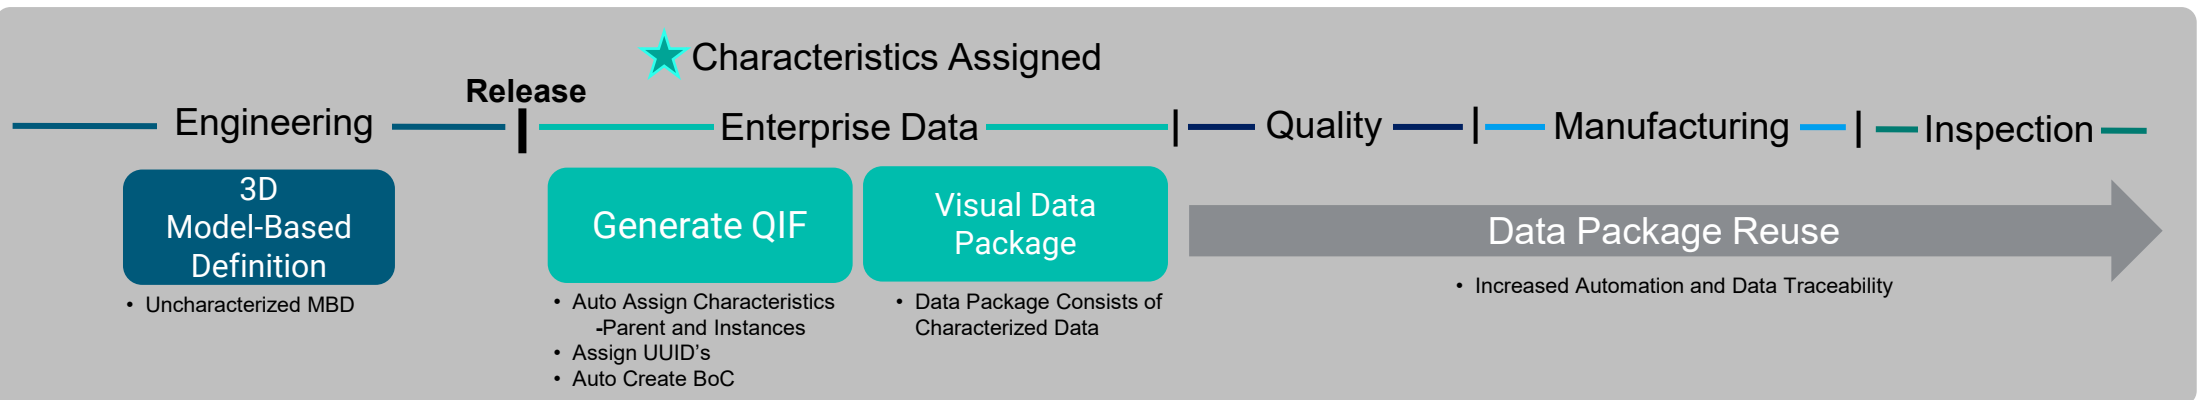 Characteristics Assigned
Release
Engineering
Enterprise Data
Quality
Manufacturing
Inspection
3D
Model-Based
Definition
• Uncharacterized MBD
Generate QIF
• Auto Assign Characteristics
-Parent and Instances
• Assign UUID's
• Auto Create BoC
Visual Data
Package
• Data Package Consists of
Characterized Data
Data Package Reuse
• Increased Automation and Data Traceability